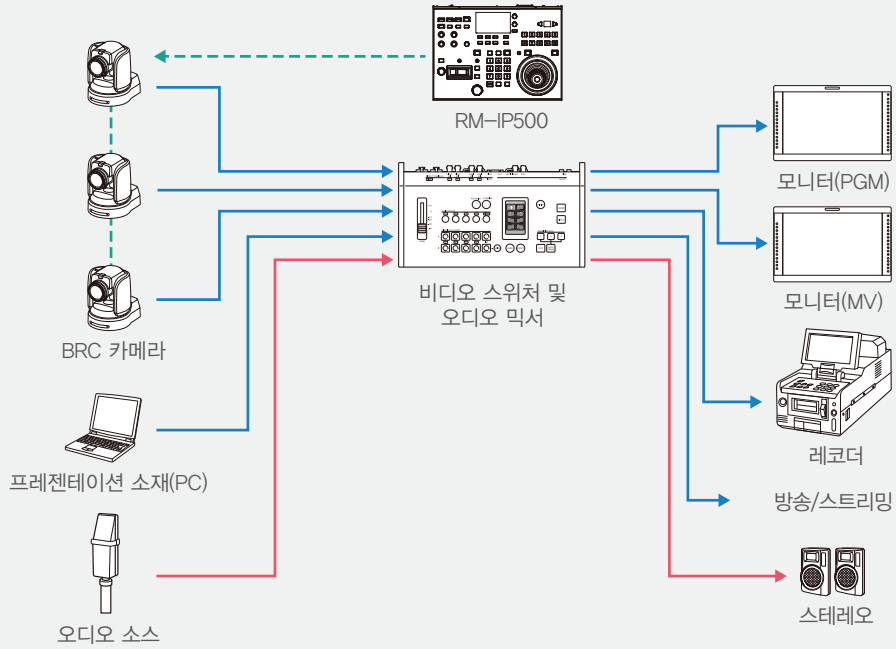 RM-IP500
모니터(PGM)
비디오 스위처 및
오디오 믹서
모니터(MV)
BRC 카메라
레코더
프레젠테이션 소재(PC)
방송/스트리밍
스테레오
오디오 소스